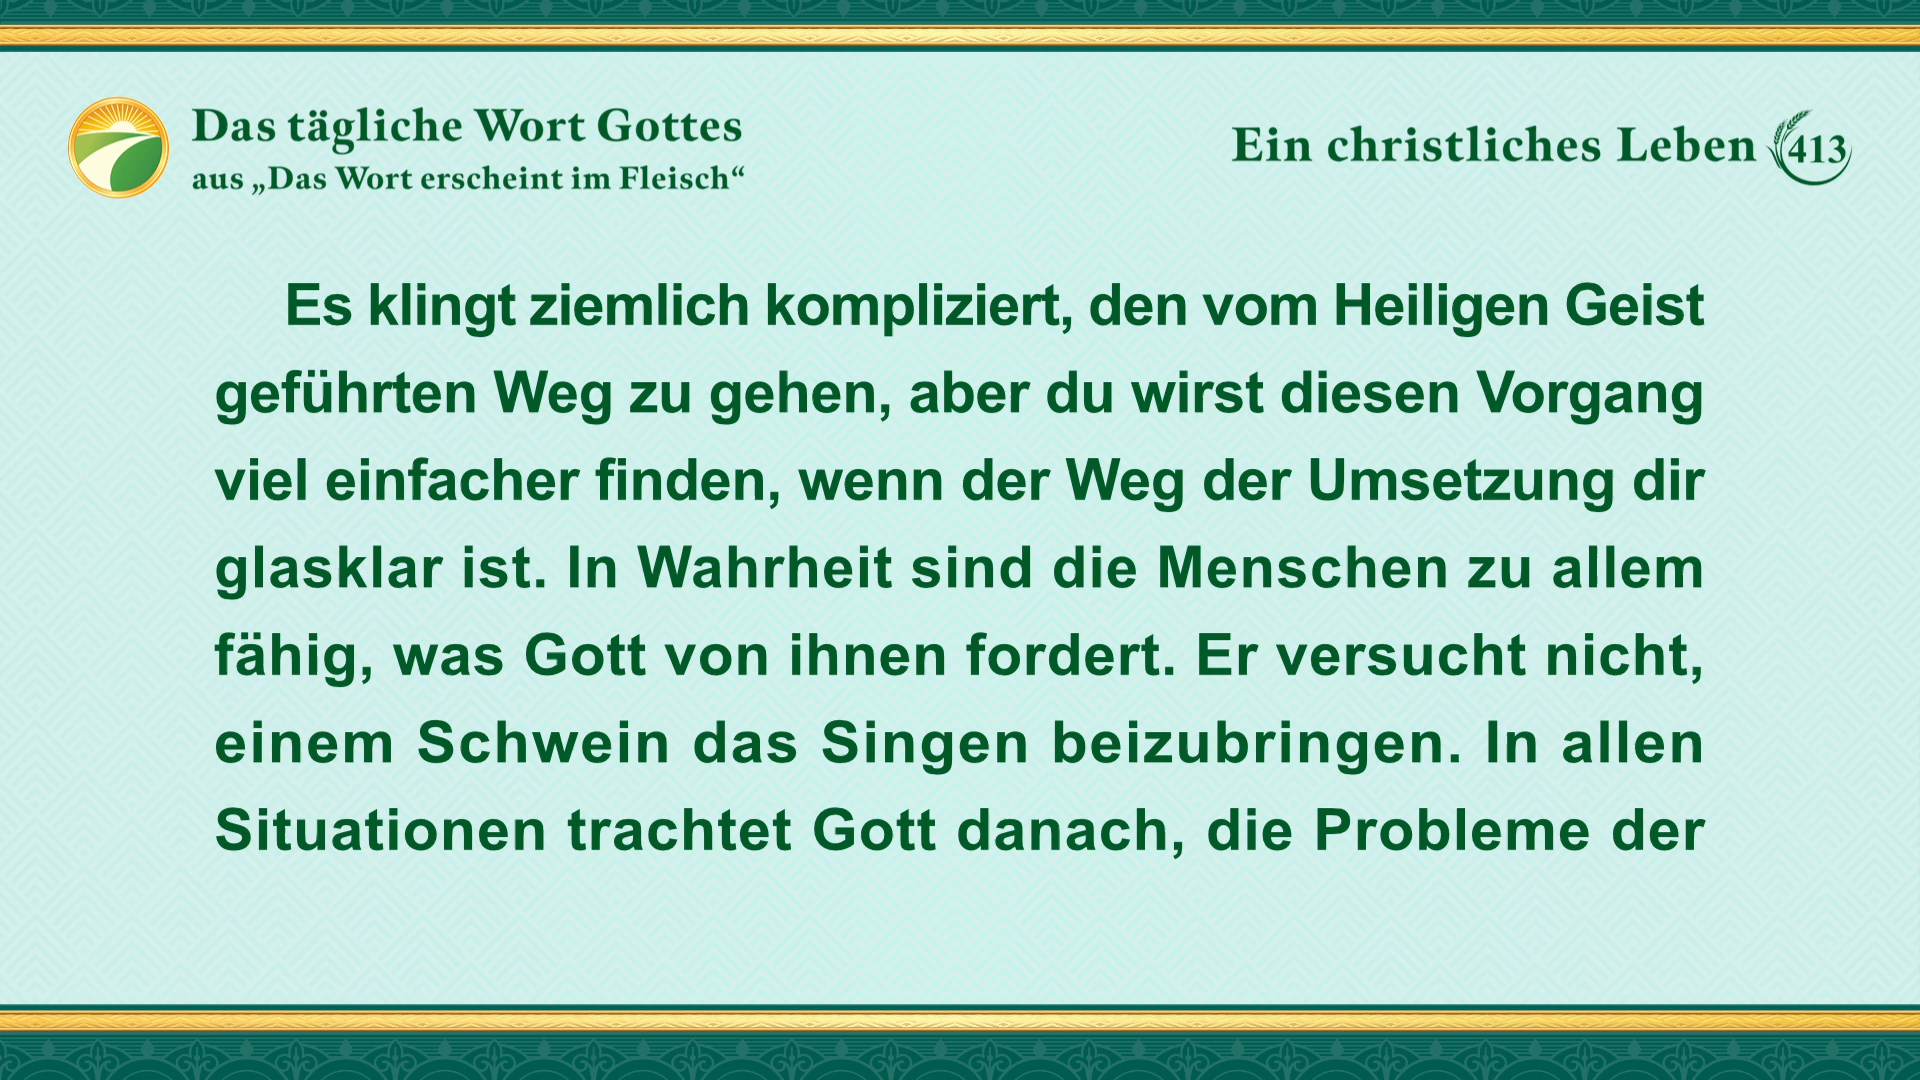 Das tägliche Wort Gottes
aus „Das Wort erscheint im Fleisch“
Ein christliches Leben 413
Es klingt ziemlich kompliziert, den vom Heiligen Geist
geführten Weg zu gehen, aber du wirst diesen Vorgang
viel einfacher finden, wenn der Weg der Umsetzung dir
glasklar ist. In Wahrheit sind die Menschen zu allem
fähig, was Gott von ihnen fordert. Er versucht nicht,
einem Schwein das Singen beizubringen. In allen
Situationen trachtet Gott danach, die Probleme der